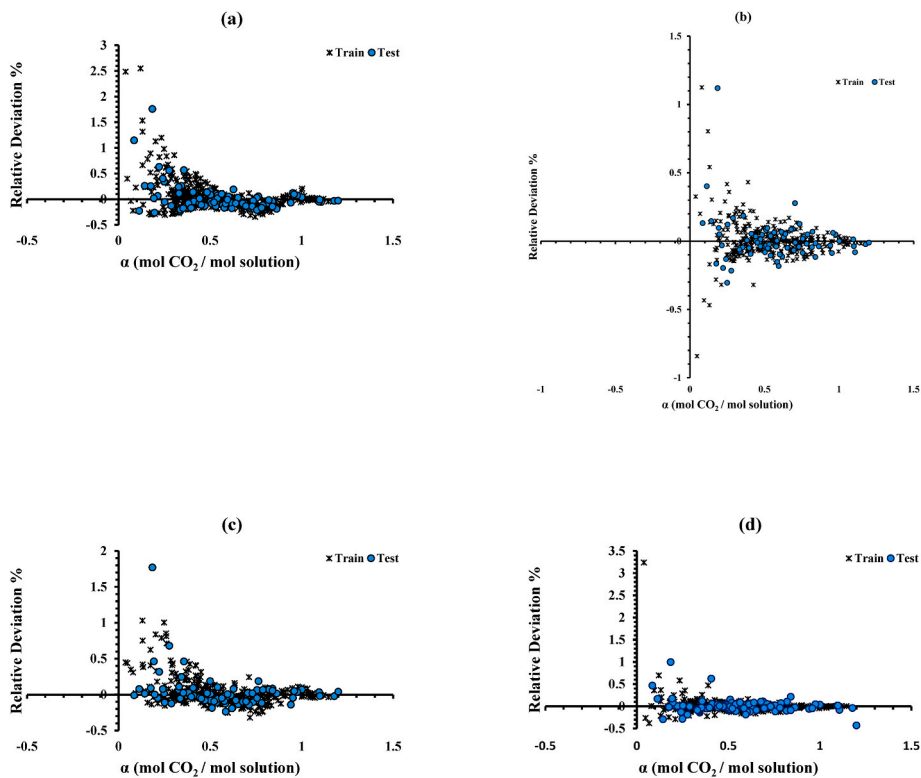 (a)
3
2.5
2
1.5
1
0.5
0
-0.5
Relative Deviation %
Train Test
-0.5 0 0.5 1 1.5
α (mol CO₂ / mol solution)
(b)
1.5
1
0.5
0
-0.5
-1
Relative Deviation %
Train Test
-1 -0.5 0 0.5 1 1.5
α (mol CO₂ / mol solution)
(c)
2
1.5
1
0.5
0
-0.5
Relative Deviation %
Train Test
-0.5 0 0.5 1 1.5
α (mol CO₂ / mol solution)
(d)
3.5
3
2.5
2
1.5
1
0.5
0
-0.5
Relative Deviation %
Train Test
-0.5 0 0.5 1 1.5
α (mol CO₂ / mol solution)